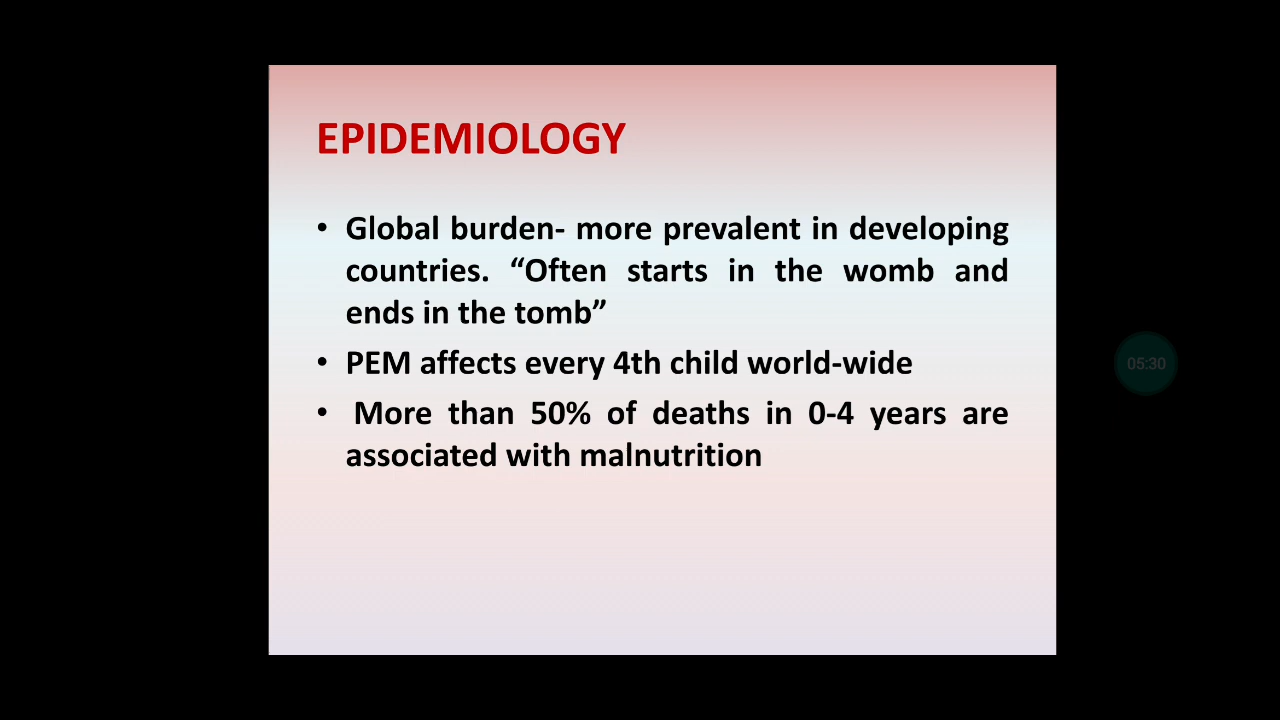 EPIDEMIOLOGY
• Global burden- more prevalent in developing
countries. “Often starts in the womb and
ends in the tomb”
• PEM affects every 4th child world-wide
• More than 50% of deaths in 0-4 years are
associated with malnutrition
05:30